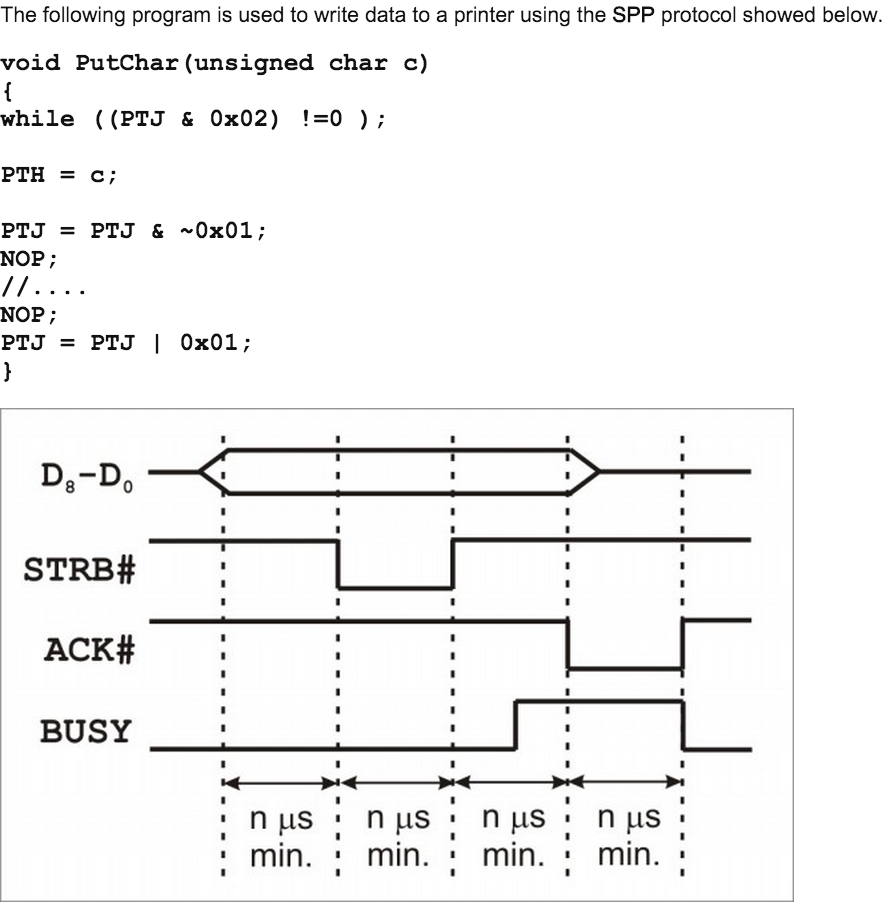 The following program is used to write data to a printer using the SPP protocol showed below.
void PutChar(unsigned char c)
{
while ((PTJ & 0x02) !=0 );
PTH = c;
PTJ = PTJ & ~0x01;
NOP;
//....
NOP;
PTJ = PTJ | 0x01;
}
D₈-D₀
STRB#
ACK#
BUSY
n µs n µs n µs n µs
min. min. min. min.